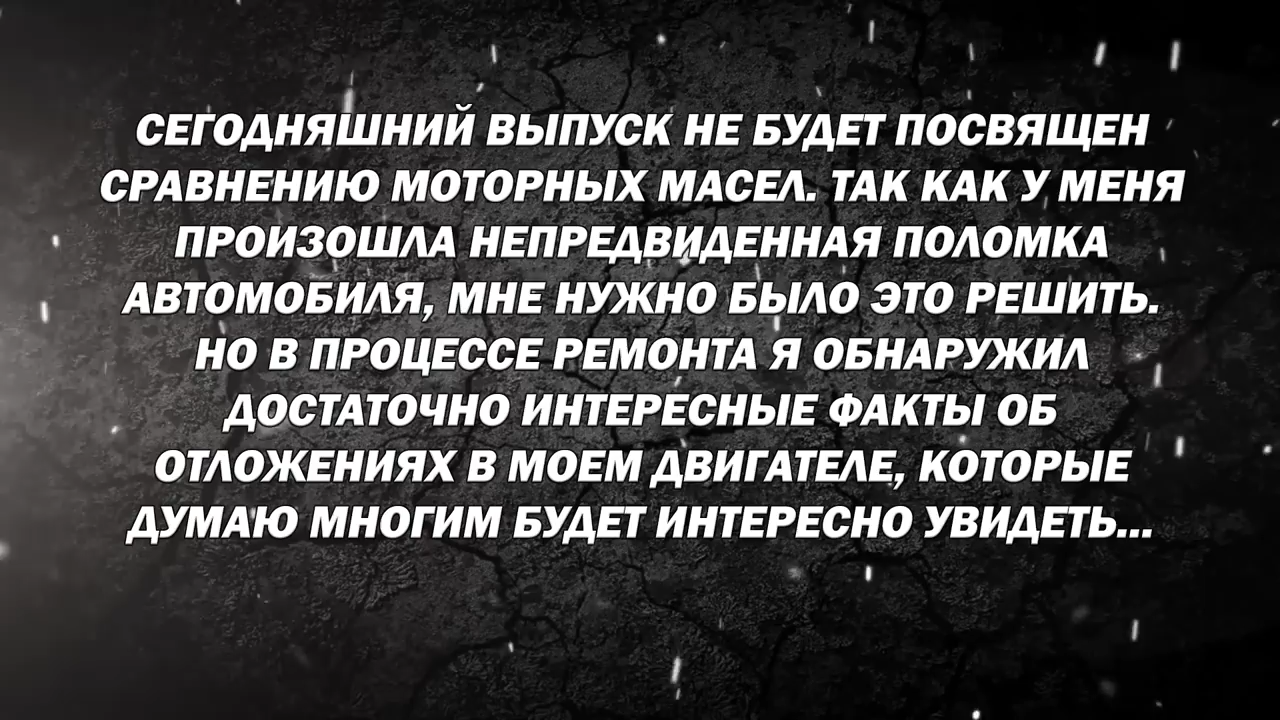 СЕГОДНЯШНИЙ ВЫПУСК НЕ БУДЕТ ПОСВЯЩЕН
СРАВНЕНИЮ МОТОРНЫХ МАСЕЛ. ТАК КАК У МЕНЯ
ПРОИЗОШЛА НЕПРЕДВИДЕННАЯ ПОЛОМКА
АВТОМОБИЛЯ, МНЕ НУЖНО БЫЛО ЭТО РЕШИТЬ.
НО В ПРОЦЕССЕ РЕМОНТА Я ОБНАРУЖИЛ
ДОСТАТОЧНО ИНТЕРЕСНЫЕ ФАКТЫ ОБ
ОТЛОЖЕНИЯХ В МОЕМ ДВИГАТЕЛЕ, КОТОРЫЕ
ДУМАЮ МНОГИМ БУДЕТ ИНТЕРЕСНО УВИДЕТЬ...